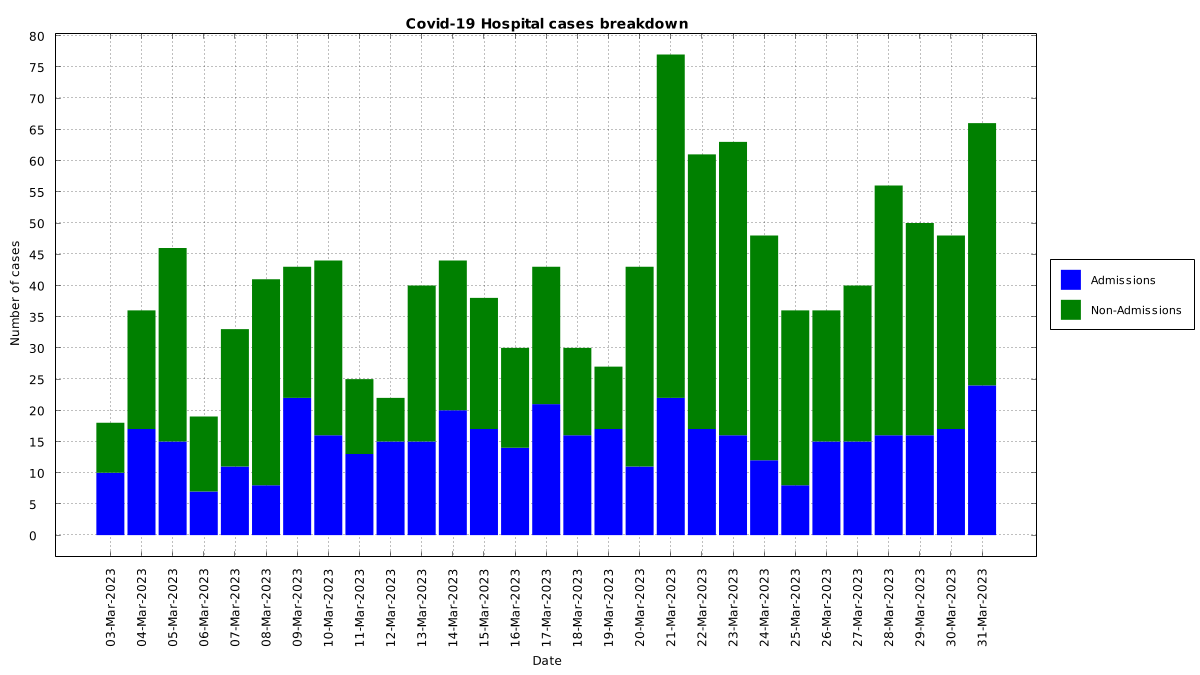 Covid-19 Hospital cases breakdown
80
75
70
65
60
55
50
45
40
35
30
25
20
15
10
5
0
Number of cases
03-Mar-2023
04-Mar-2023
05-Mar-2023
06-Mar-2023
07-Mar-2023
08-Mar-2023
09-Mar-2023
10-Mar-2023
11-Mar-2023
12-Mar-2023
13-Mar-2023
14-Mar-2023
15-Mar-2023
16-Mar-2023
17-Mar-2023
18-Mar-2023
19-Mar-2023
20-Mar-2023
21-Mar-2023
22-Mar-2023
23-Mar-2023
24-Mar-2023
25-Mar-2023
26-Mar-2023
27-Mar-2023
28-Mar-2023
29-Mar-2023
30-Mar-2023
31-Mar-2023
Date
Admissions
Non-Admissions